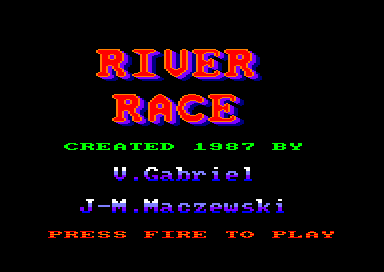 RIVER
RACE
CREATED 1987 BY
V.Gabriel
J-M.Maczewski
PRESS FIRE TO PLAY